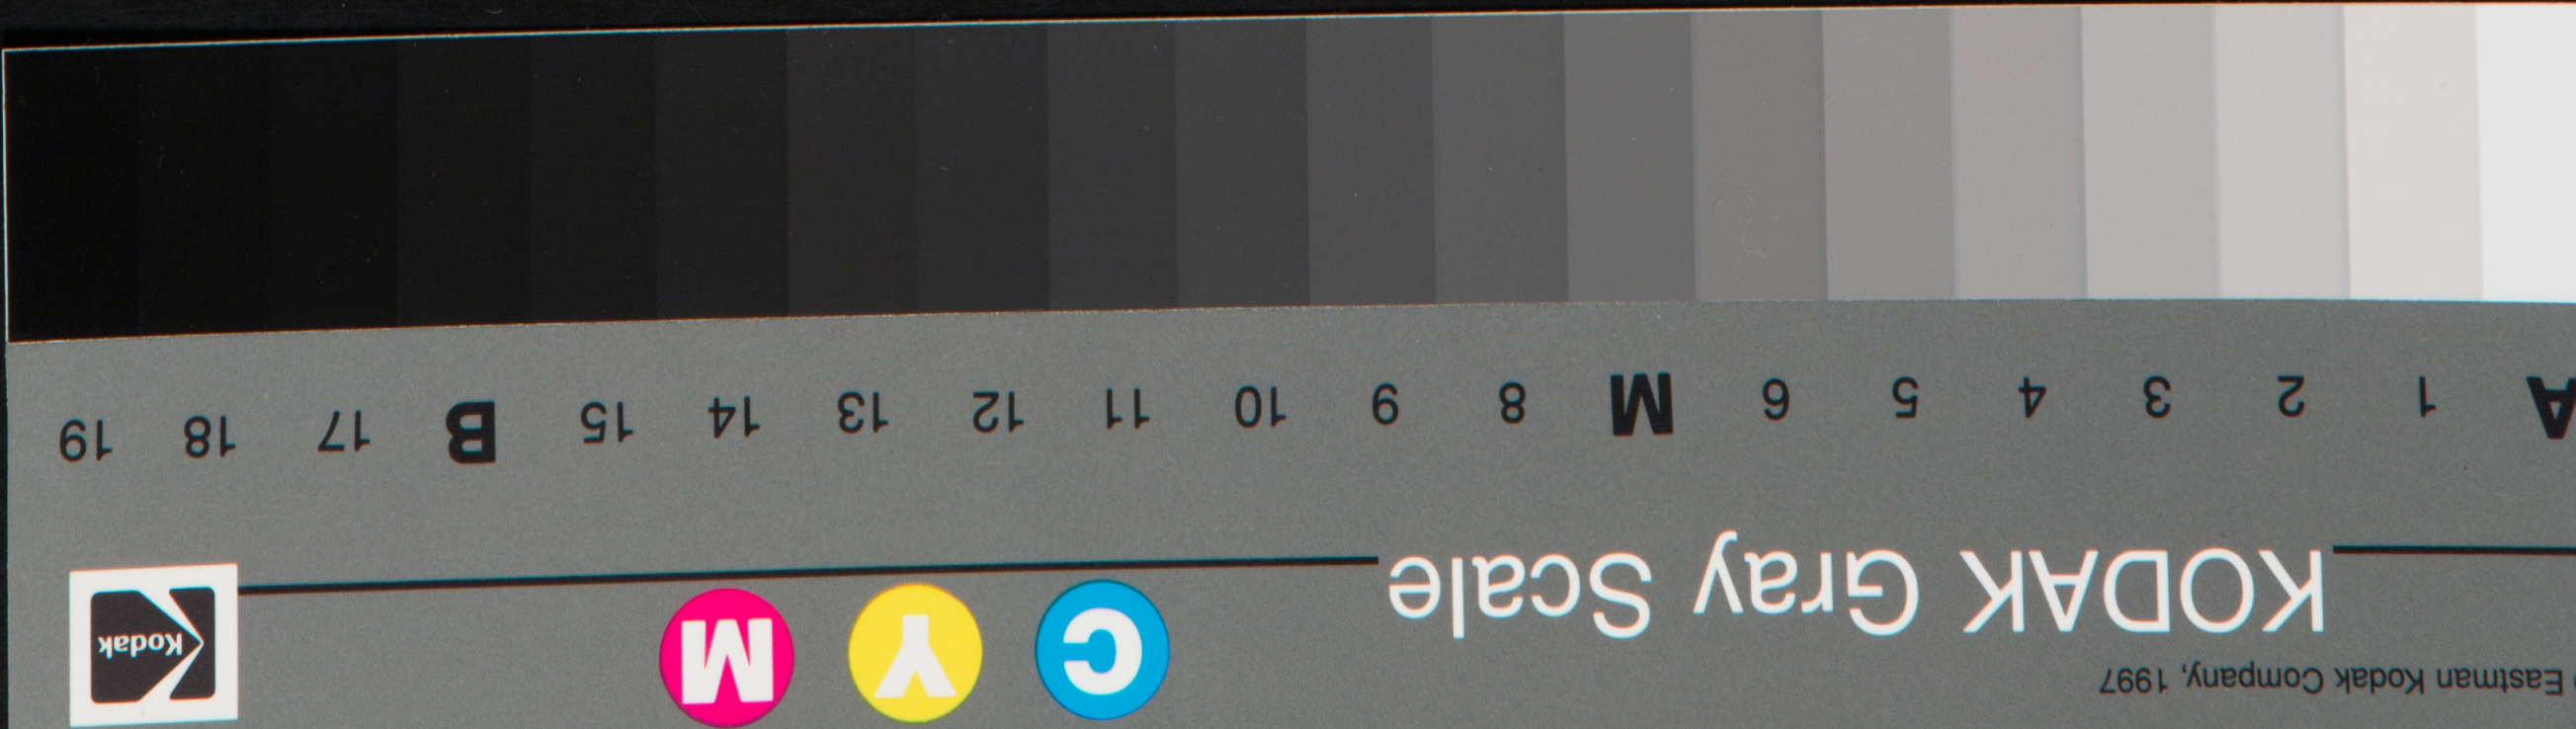 © Eastman Kodak Company, 1997
KODAK Gray Scale
C Y M
Kodak
A 1 2 3 4 5 6 M 8 9 10 11 12 13 14 15 B 17 18 19